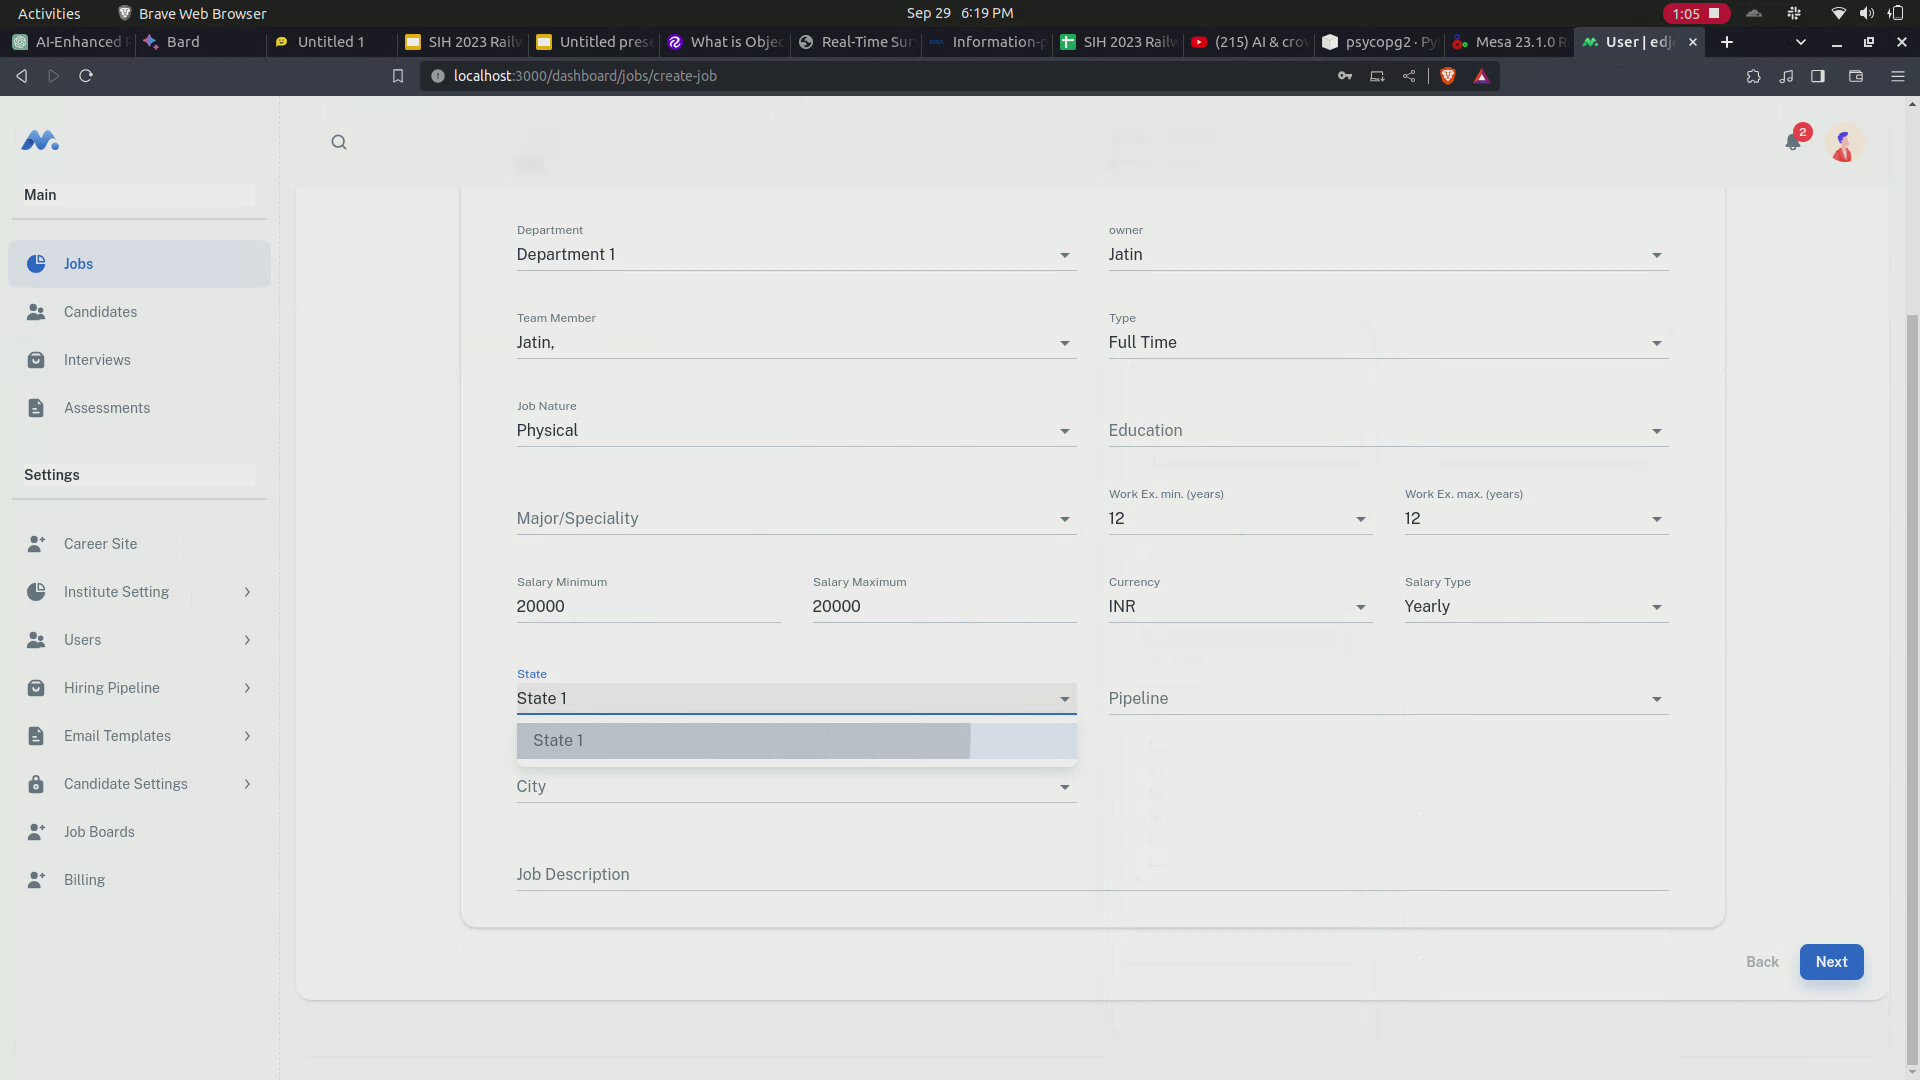 Activities Brave Web Browser Sep 29 6:19 PM 1:05
AI-Enhanced Bard Untitled 1 SIH 2023 Railw Untitled prese What is Objec Real-Time Sur Information-p SIH 2023 Railw (215) AI & crow psycopg2 · Py Mesa 23.1.0 R User | edj
localhost:3000/dashboard/jobs/create-job
2
Main
Jobs
Candidates
Interviews
Assessments
Settings
Career Site
Institute Setting
Users
Hiring Pipeline
Email Templates
Candidate Settings
Job Boards
Billing
Department owner
Department 1 Jatin
Team Member Type
Jatin, Full Time
Job Nature
Physical Education
Work Ex. min. (years) Work Ex. max. (years)
Major/Speciality 12 12
Salary Minimum Salary Maximum Currency Salary Type
20000 20000 INR Yearly
State
State 1 Pipeline
State 1
City
Job Description
Back Next